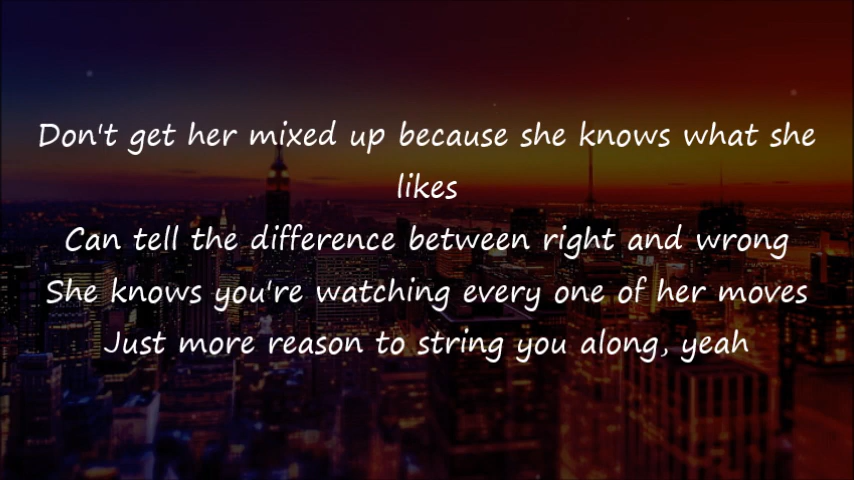 Don't get her mixed up because she knows what she
likes
Can tell the difference between right and wrong
She knows you're watching every one of her moves
Just more reason to string you along, yeah